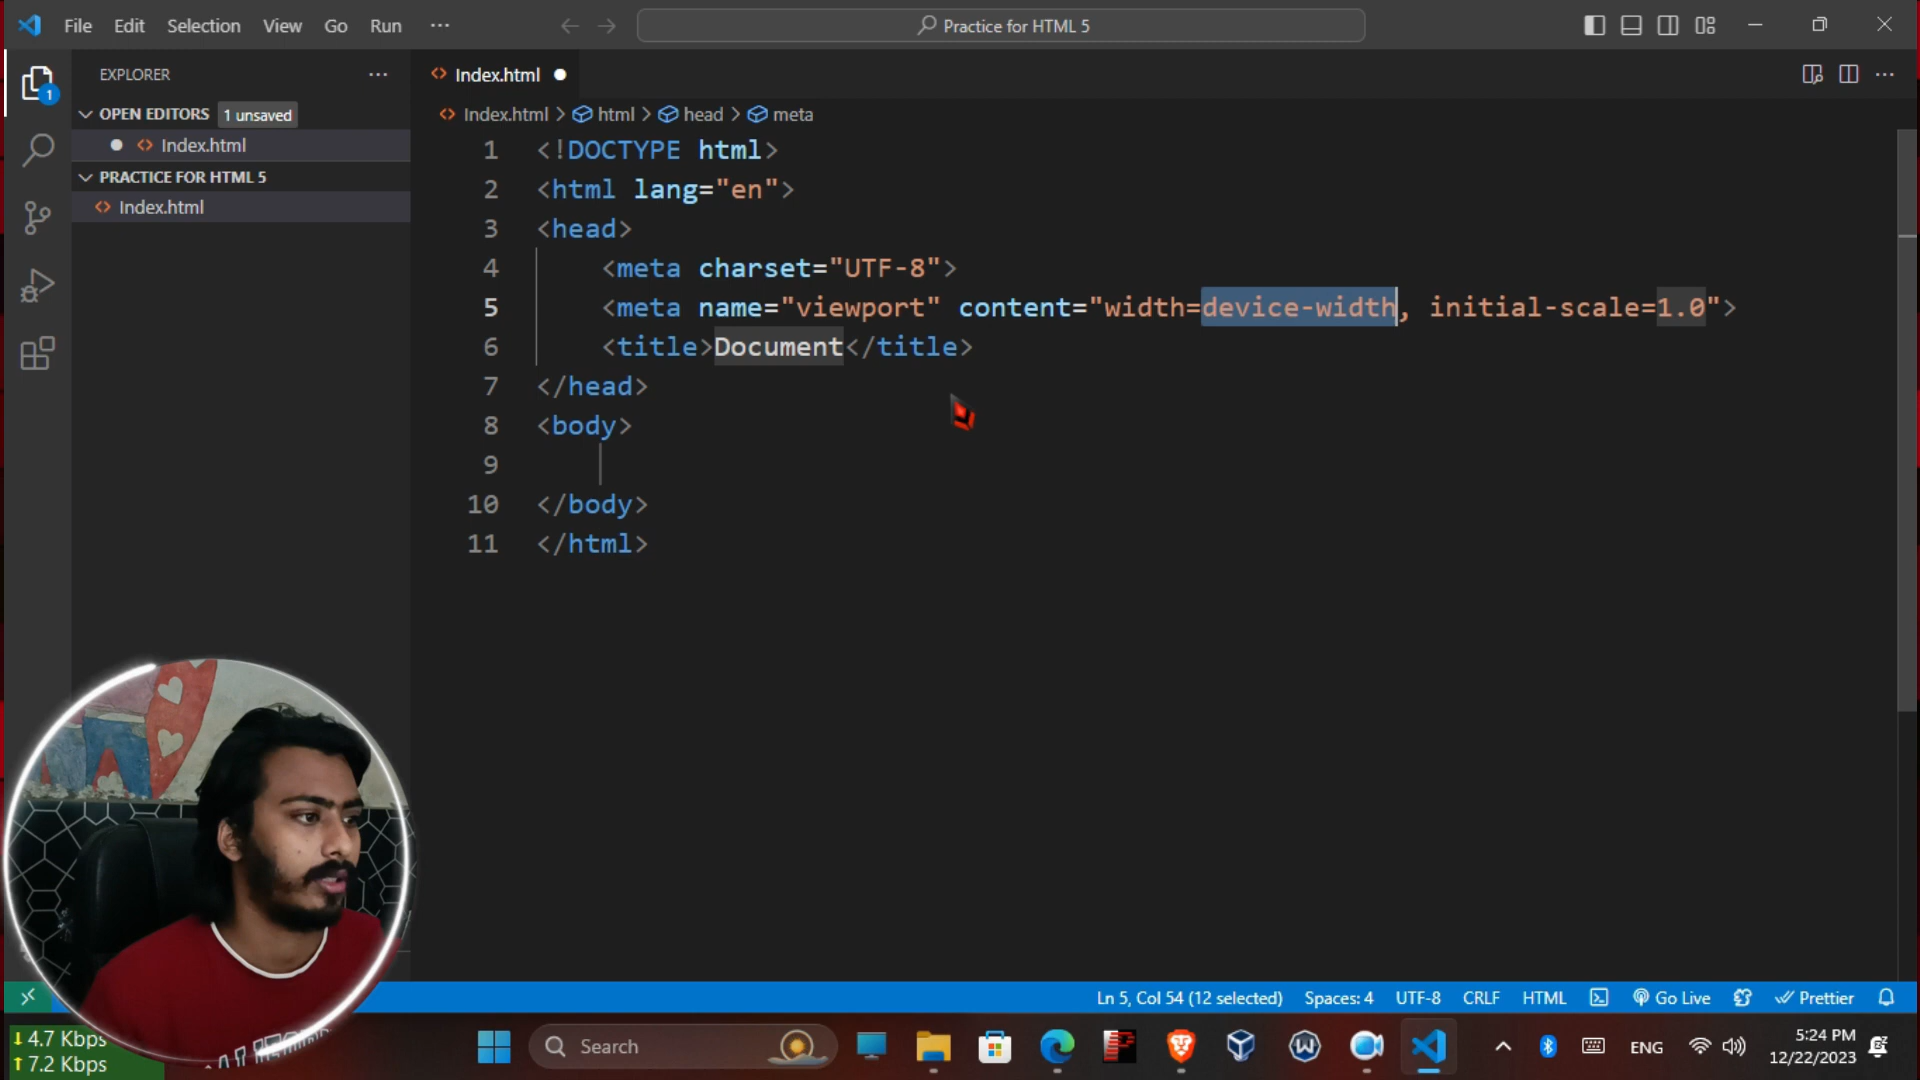 File Edit Selection View Go Run ···
Practice for HTML 5
EXPLORER
Index.html
1
OPEN EDITORS 1 unsaved
Index.html > html > head > meta
Index.html
PRACTICE FOR HTML 5
Index.html
1 <!DOCTYPE html>
2 <html lang="en">
3 <head>
4 <meta charset="UTF-8">
5 <meta name="viewport" content="width=device-width, initial-scale=1.0">
6 <title>Document</title>
7 </head>
8 <body>
9
10 </body>
11 </html>
Ln 5, Col 54 (12 selected) Spaces: 4 UTF-8 CRLF HTML Go Live Prettier
4.7 Kbps
7.2 Kbps
Search
ENG
5:24 PM
12/22/2023